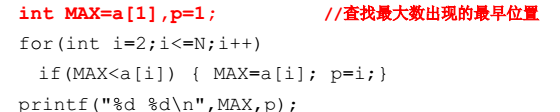 int MAX=a[1],p=1; //查找最大数出现的最早位置
for(int i=2;i<=N;i++)
if(MAX<a[i]) { MAX=a[i]; p=i;}
printf("%d %d\n",MAX,p);